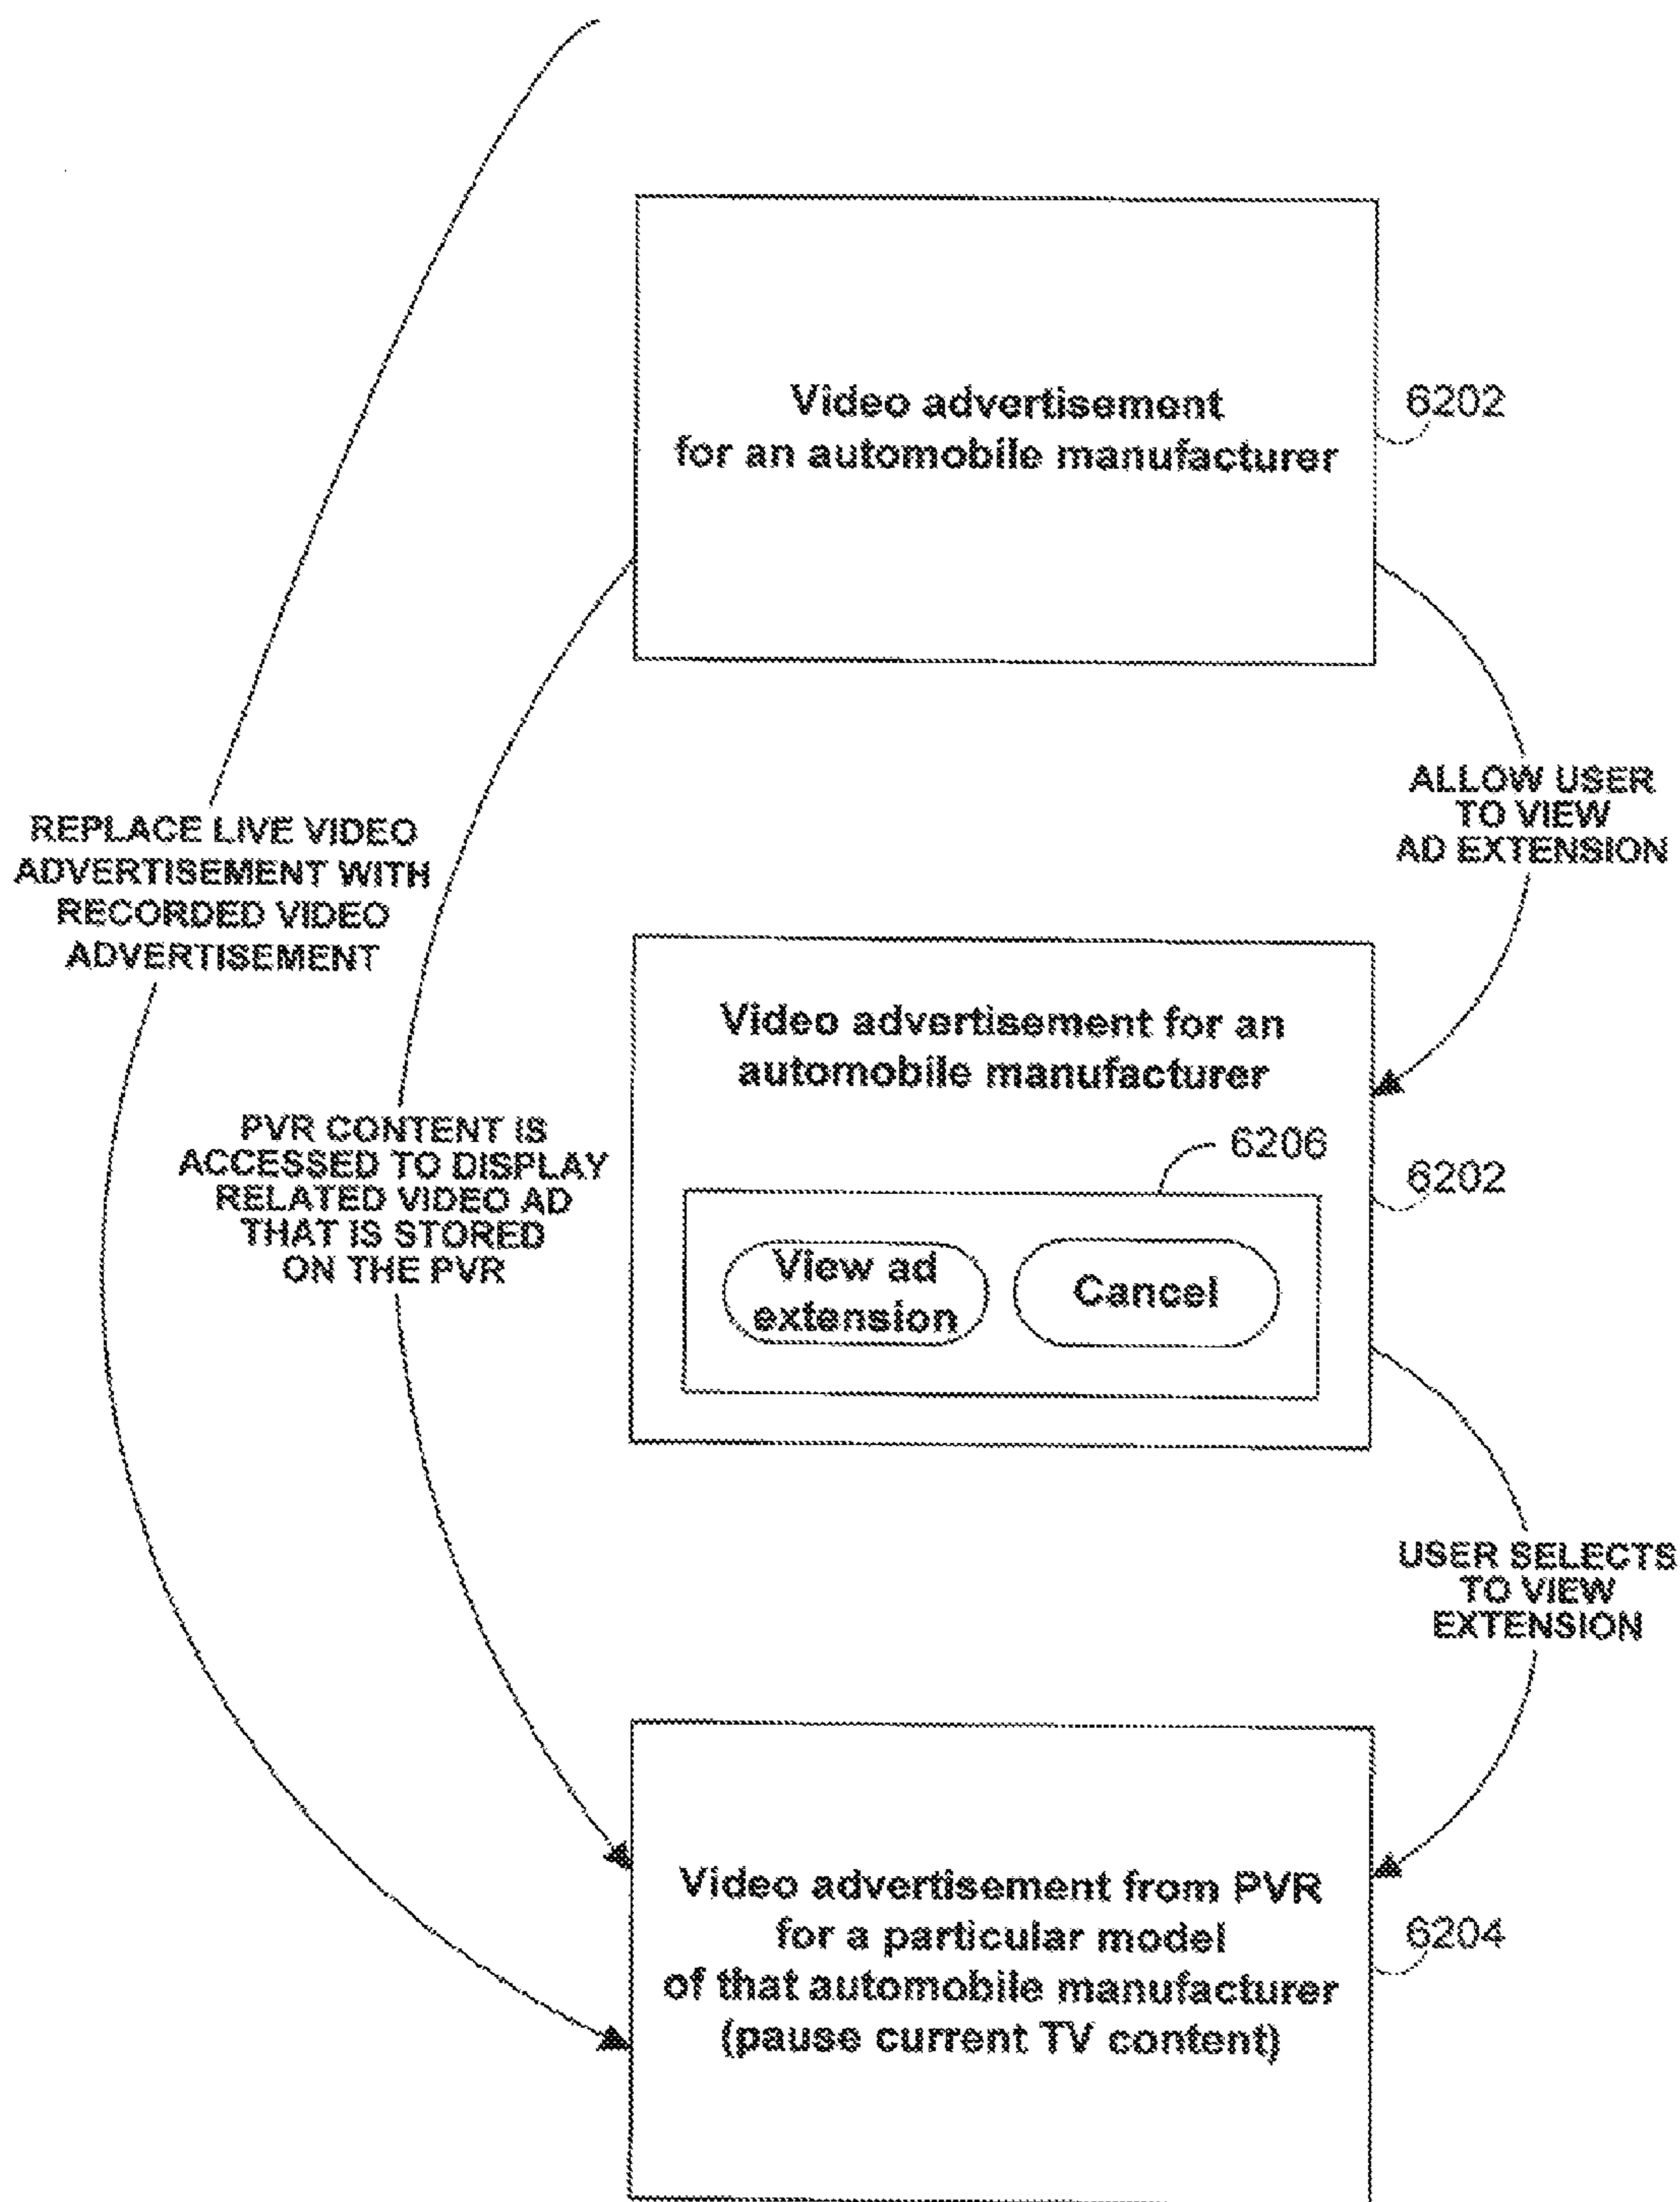 Video advertisement
for an automobile manufacturer
6202
ALLOW USER
TO VIEW
AD EXTENSION
REPLACE LIVE VIDEO
ADVERTISEMENT WITH
RECORDED VIDEO
ADVERTISEMENT
Video advertisement for an
automobile manufacturer
6206
6202
View ad
extension
Cancel
PVR CONTENT IS
ACCESSED TO DISPLAY
RELATED VIDEO AD
THAT IS STORED
ON THE PVR
USER SELECTS
TO VIEW
EXTENSION
Video advertisement from PVR
for a particular model
of that automobile manufacturer
(pause current TV content)
6204